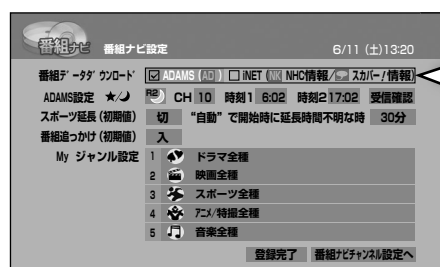 番組ナビ 番組ナビ設定 6/11 (土)13:20
番組データダウンロード ☑ ADAMS (AD) ☐ iNET (NK NHC情報/スカパー!情報)
ADAMS設定 ★/ R2 CH 10 時刻1 6:02 時刻2 17:02 受信確認
スポーツ延長 (初期値) 切 “自動”で開始時に延長時間不明な時 30分
番組追っかけ (初期値) 入
My ジャンル設定 1 ドラマ全種
2 映画全種
3 スポーツ全種
4 アニメ/特撮全種
5 音楽全種
登録完了 番組ナビチャンネル設定へ